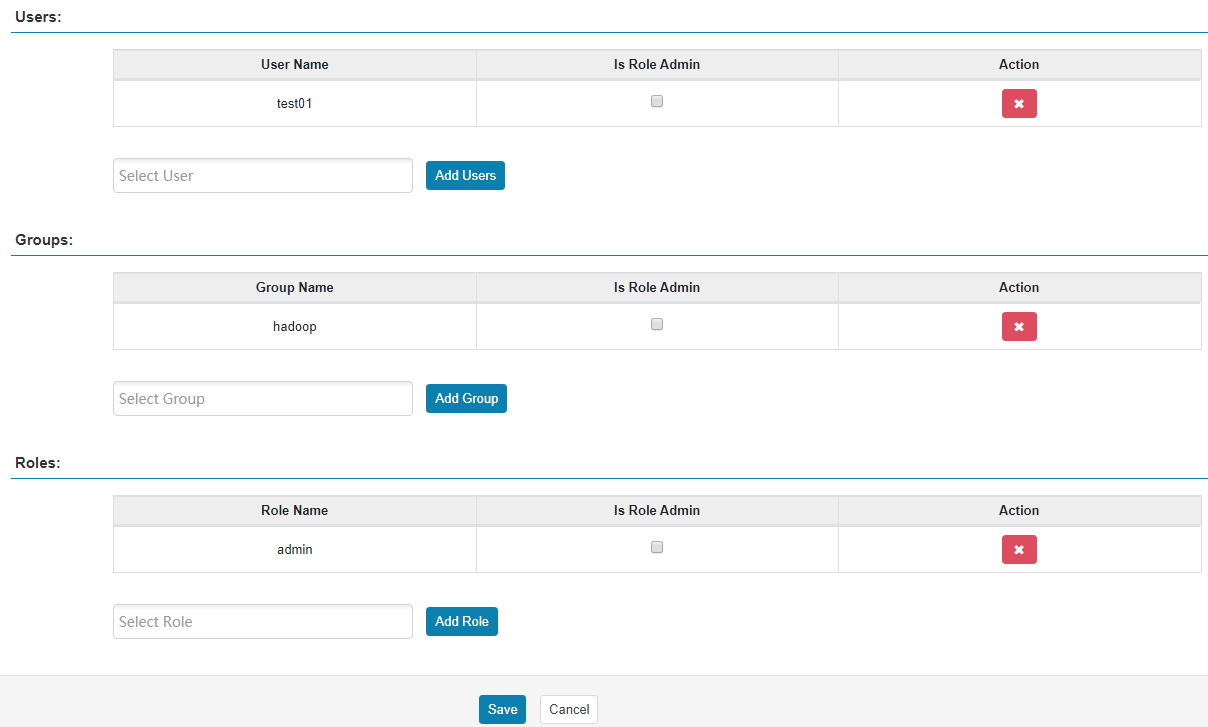 Users:
User Name Is Role Admin Action
test01
Select User Add Users
Groups:
Group Name Is Role Admin Action
hadoop
Select Group Add Group
Roles:
Role Name Is Role Admin Action
admin
Select Role Add Role
Save Cancel